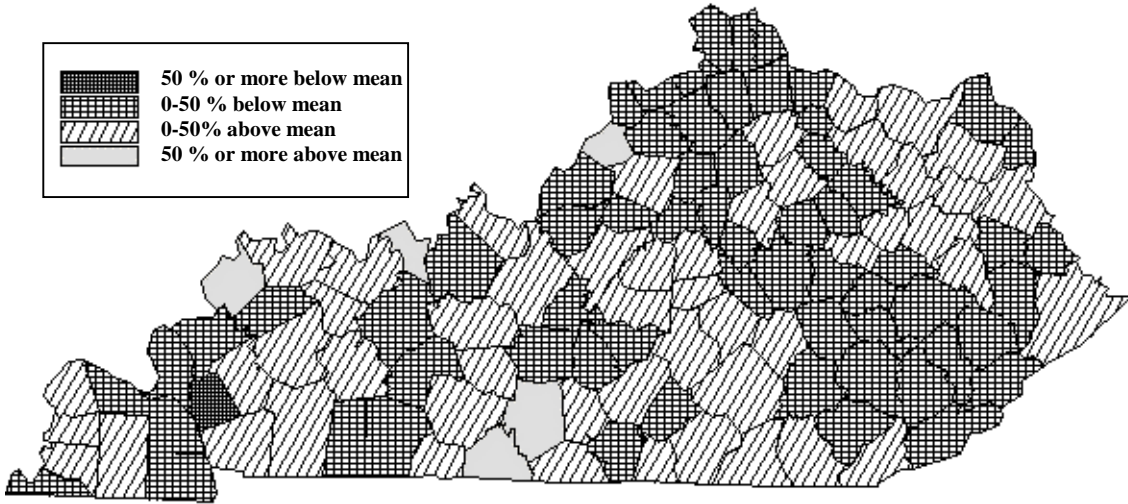 50 % or more below mean
0-50 % below mean
0-50% above mean
50 % or more above mean